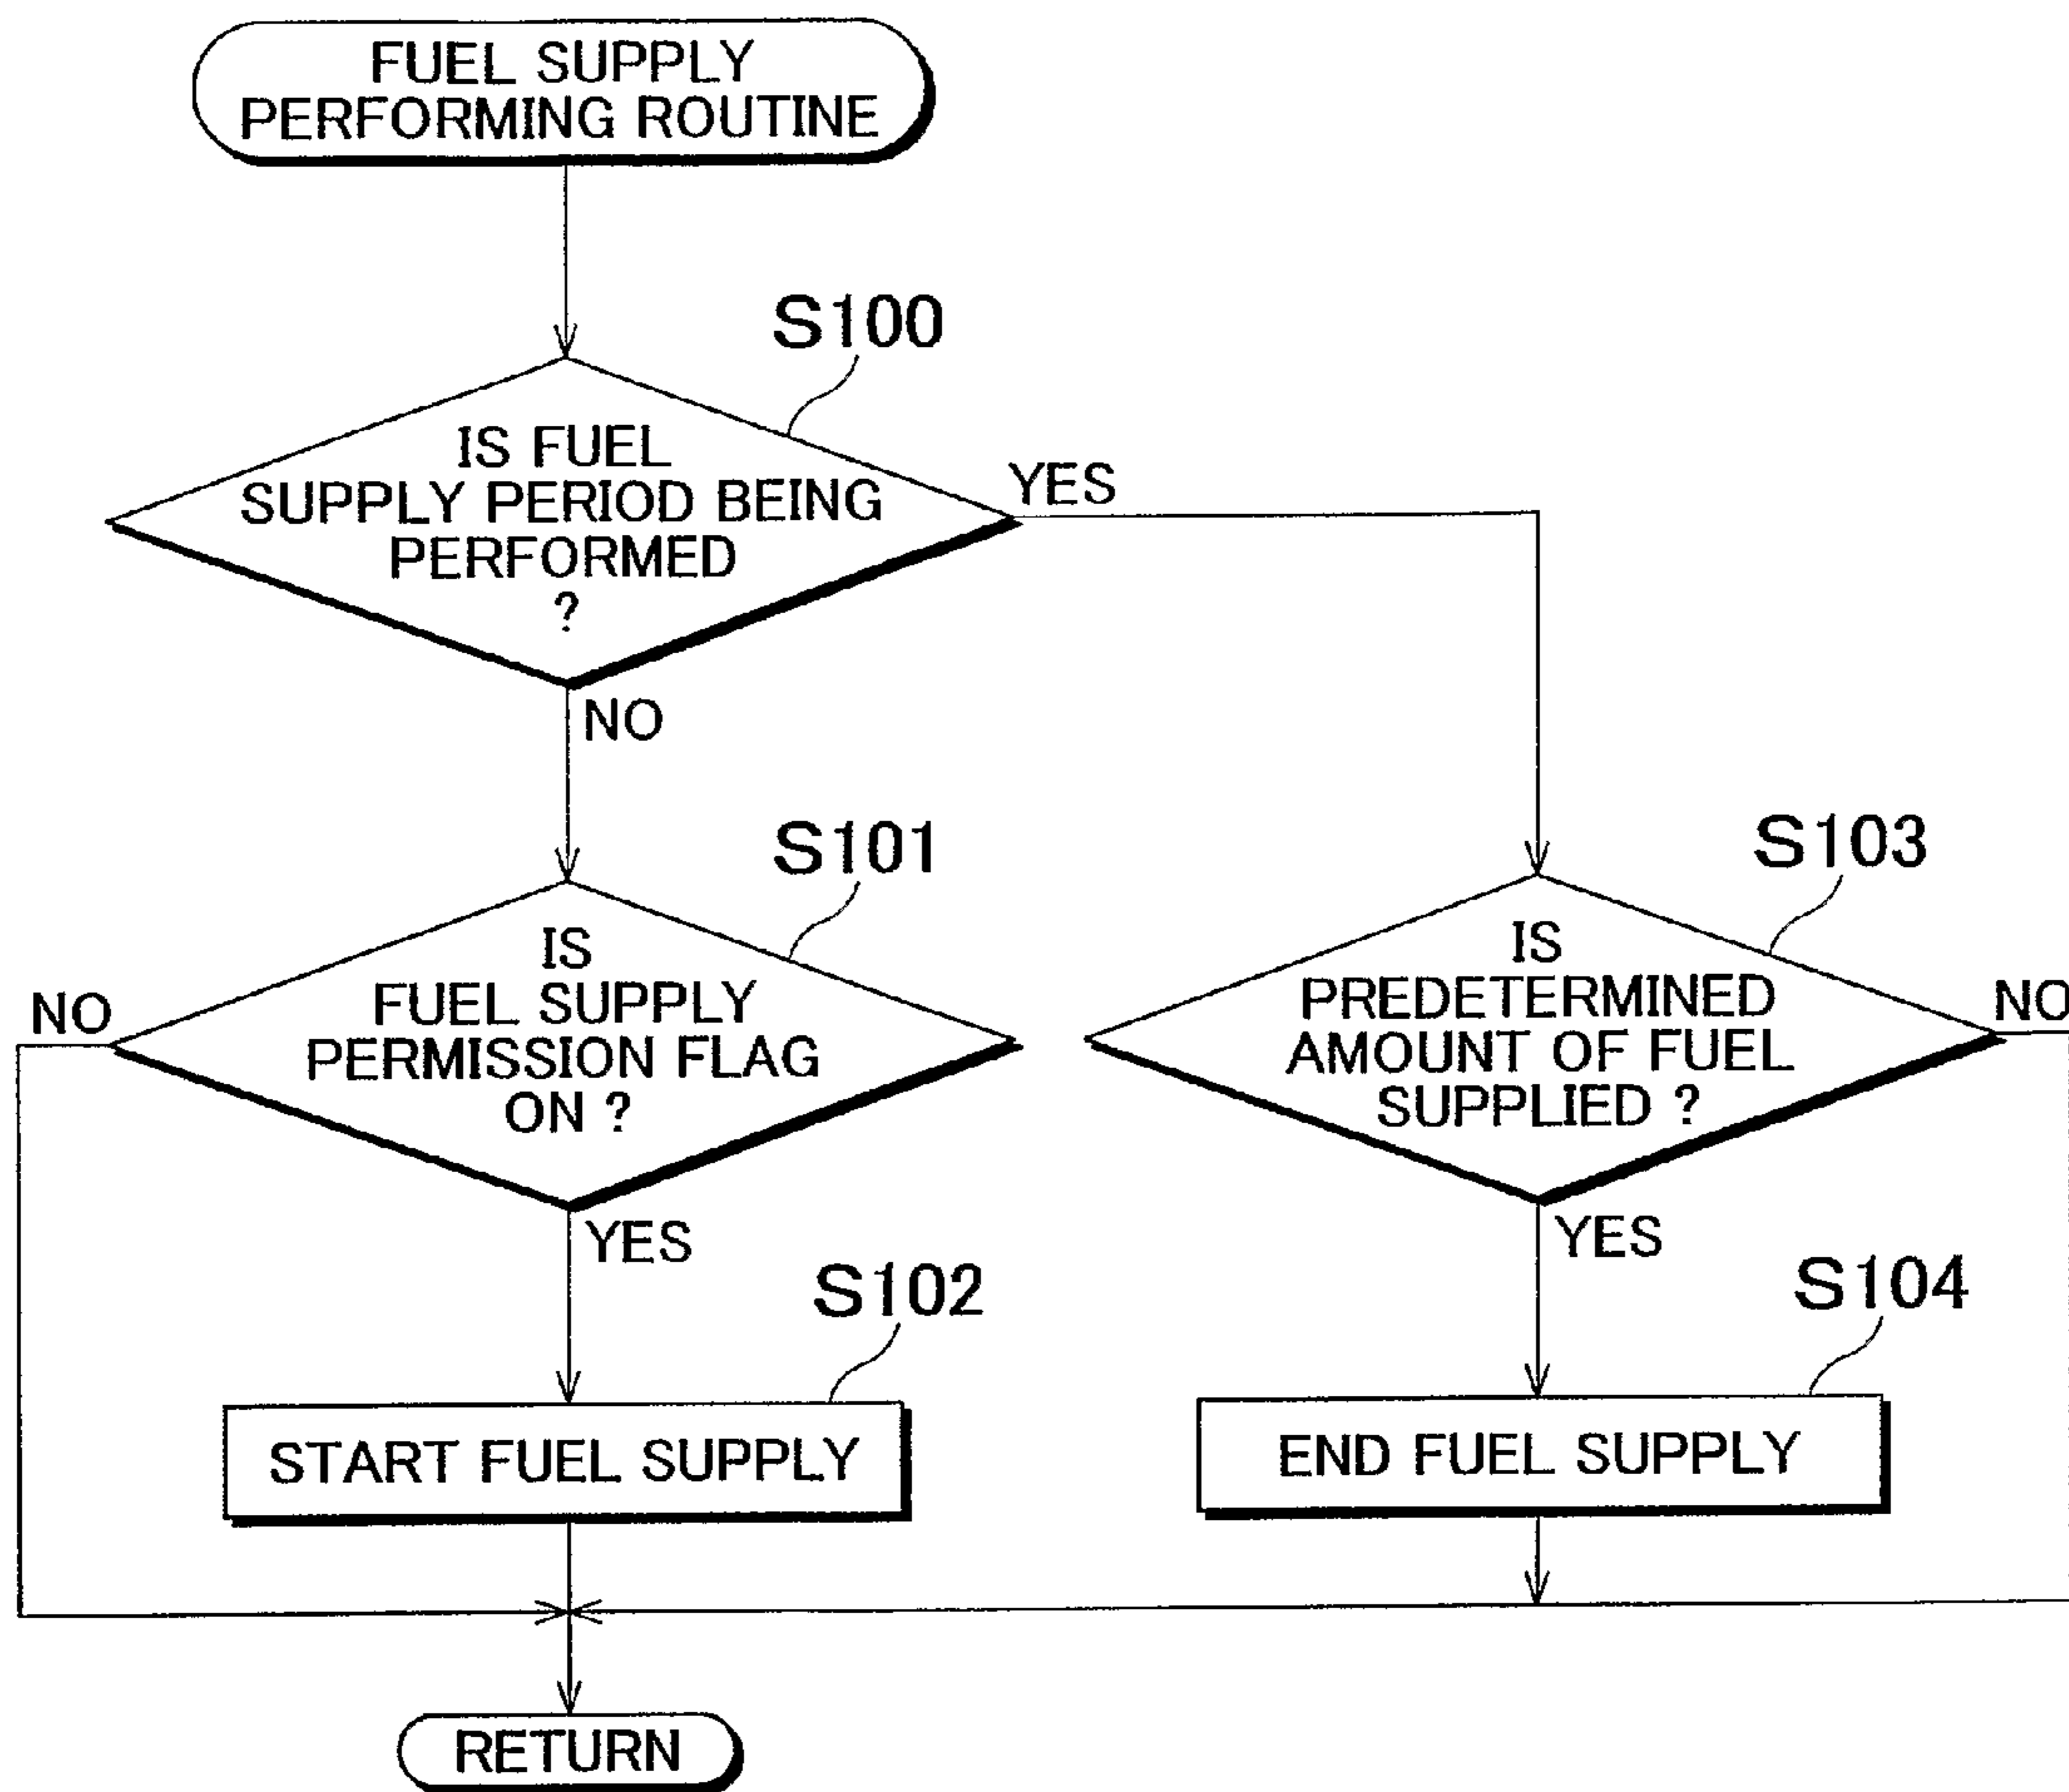 FUEL SUPPLY
PERFORMING ROUTINE
S100
IS FUEL
SUPPLY PERIOD BEING
PERFORMED
?
YES
NO
S101
IS
FUEL SUPPLY
PERMISSION FLAG
ON ?
NO
YES
S102
START FUEL SUPPLY
S103
IS
PREDETERMINED
AMOUNT OF FUEL
SUPPLIED ?
NO
YES
S104
END FUEL SUPPLY
RETURN